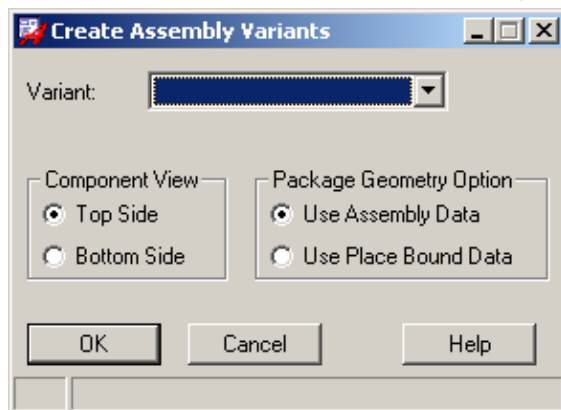 Create Assembly Variants
Variant:
Component View
Top Side
Bottom Side
Package Geometry Option
Use Assembly Data
Use Place Bound Data
OK
Cancel
Help